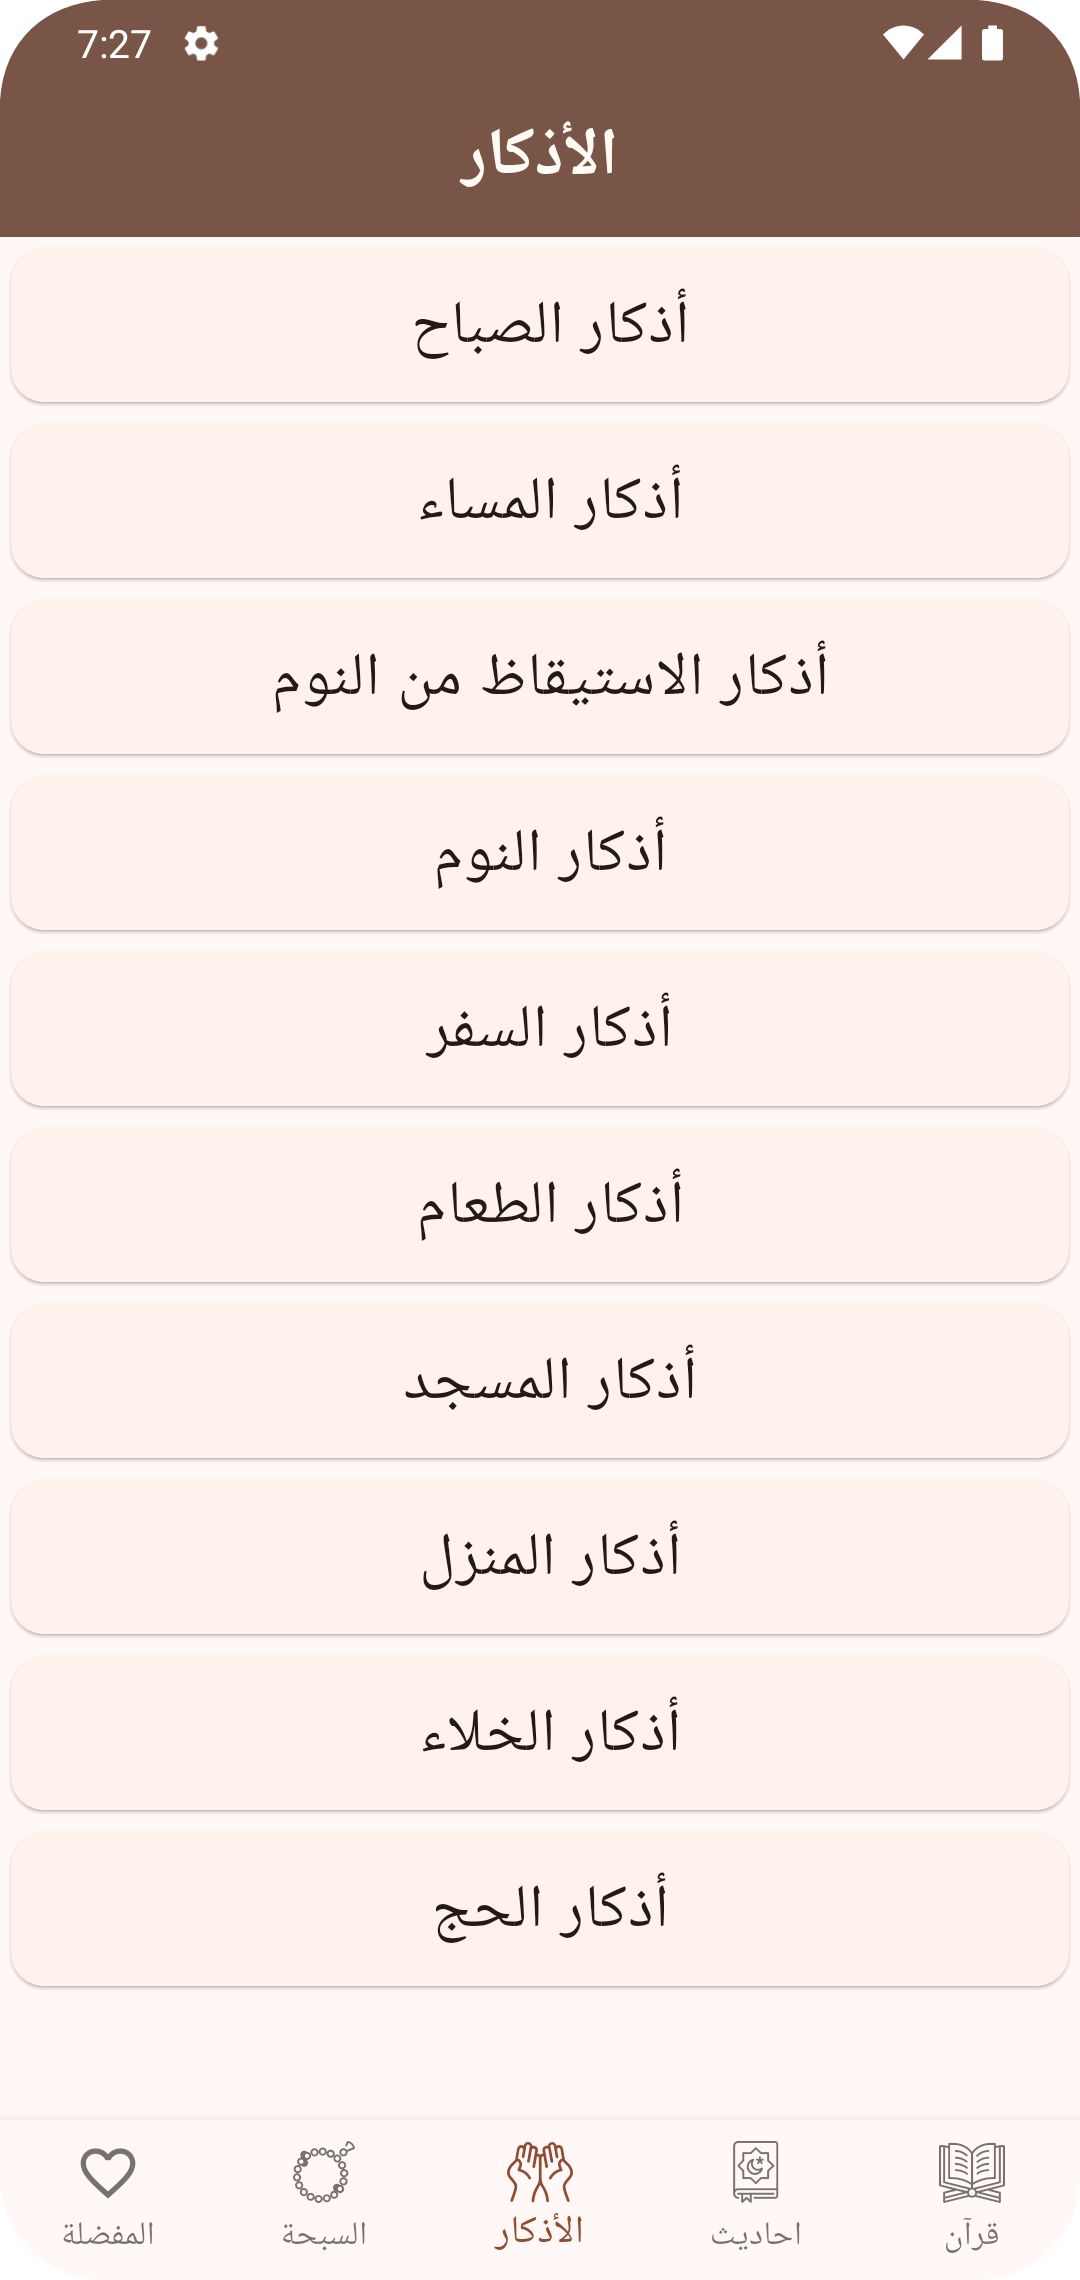 7:27
الأذكار
أذكار الصباح
أذكار المساء
أذكار الاستيقاظ من النوم
أذكار النوم
أذكار السفر
أذكار الطعام
أذكار المسجد
أذكار المنزل
أذكار الخلاء
أذكار الحج
قرآن
احاديث
الأذكار
السبحة
المفضلة